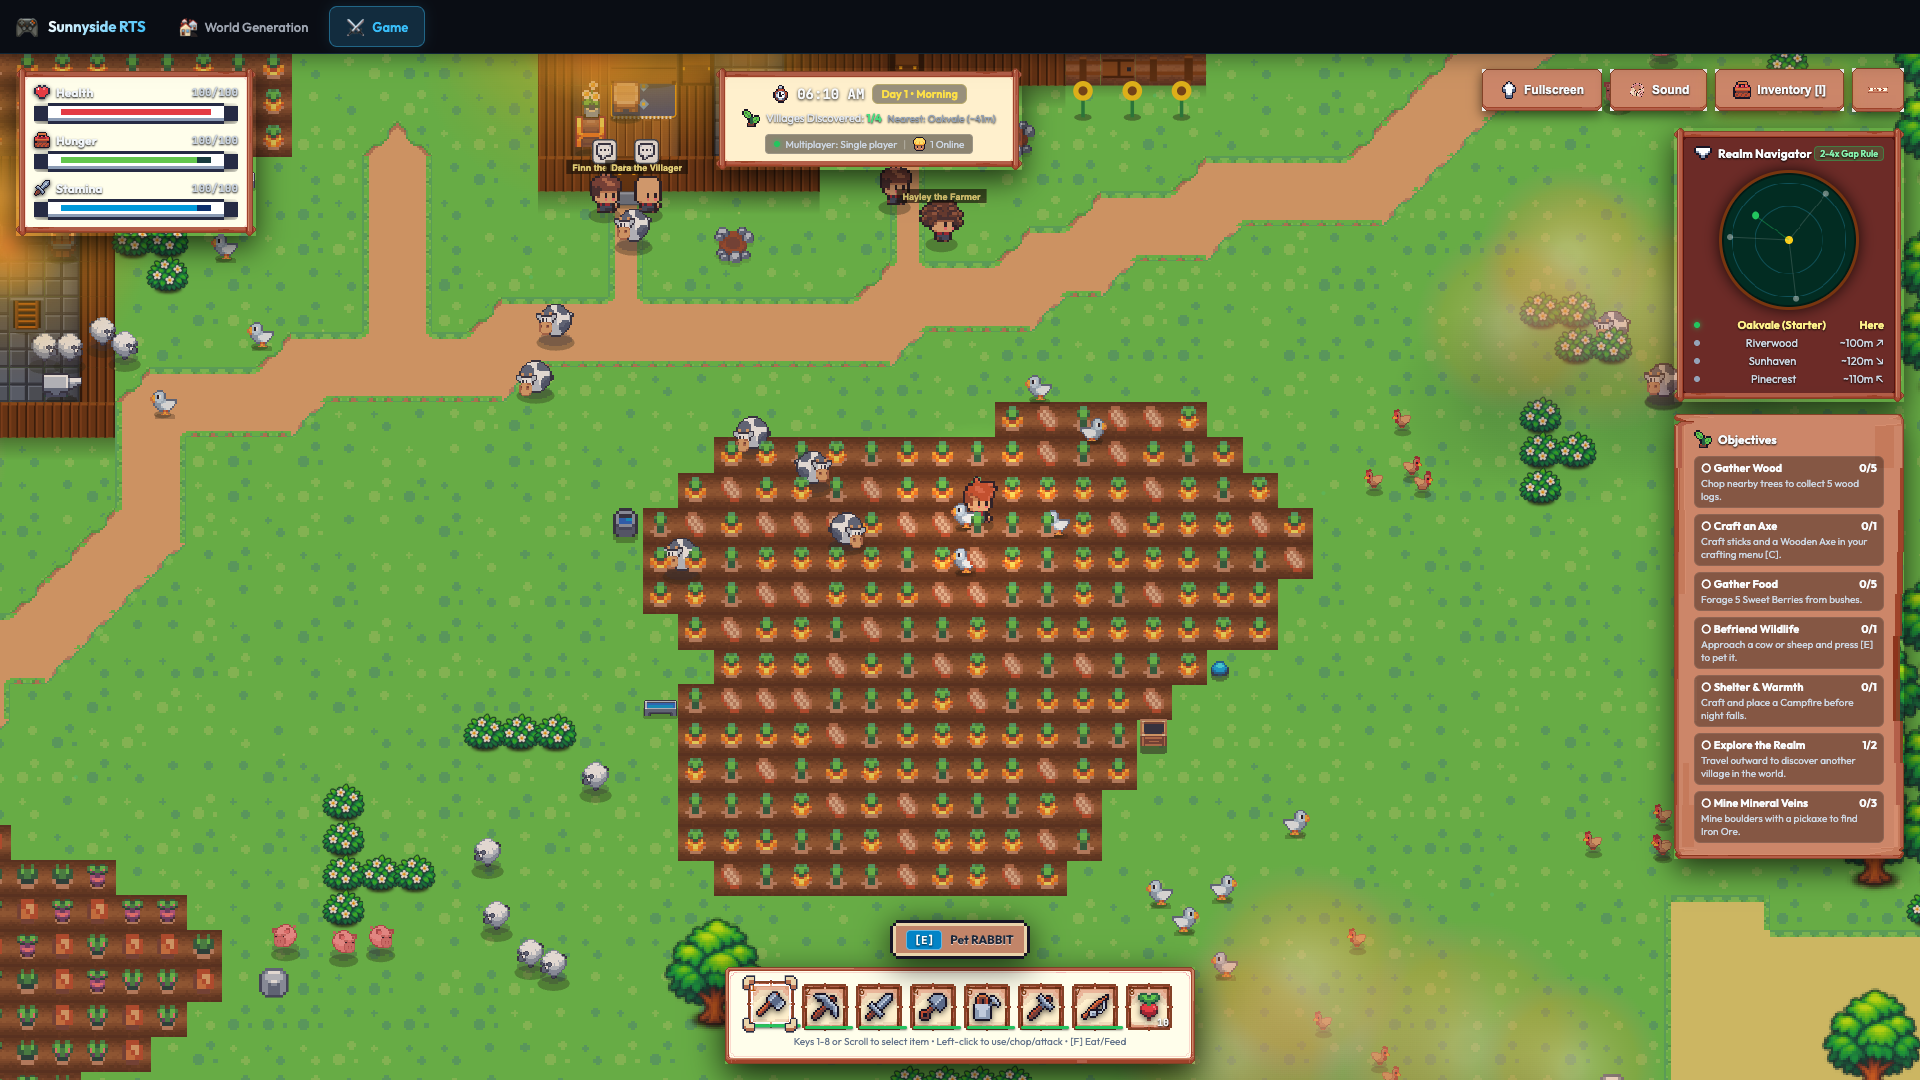 Sunnyside RTS
World Generation
Game
Health 100/100
Hunger 100/100
Stamina 100/100
06:10 AM Day 1 • Morning
Villages Discovered: 1/4 Nearest: Oakvale (~41m)
Multiplayer: Single player | 1 Online
Fullscreen
Sound
Inventory [I]
Finn the
Dara the Villager
Hayley the Farmer
Realm Navigator 2-4x Gap Rule
Oakvale (Starter) Here
Riverwood ~100m ↗
Sunhaven ~120m ↘
Pinecrest ~110m ↖
Objectives
Gather Wood 0/5
Chop nearby trees to collect 5 wood
logs.
Craft an Axe 0/1
Craft sticks and a Wooden Axe in your
crafting menu [C].
Gather Food 0/5
Forage 5 Sweet Berries from bushes.
Befriend Wildlife 0/1
Approach a cow or sheep and press [E]
to pet it.
Shelter & Warmth 0/1
Craft and place a Campfire before
night falls.
Explore the Realm 1/2
Travel outward to discover another
village in the world.
Mine Mineral Veins 0/3
Mine boulders with a pickaxe to find
Iron Ore.
[E] Pet RABBIT
10
Keys 1-8 or Scroll to select item • Left-click to use/chop/attack • [F] Eat/Feed